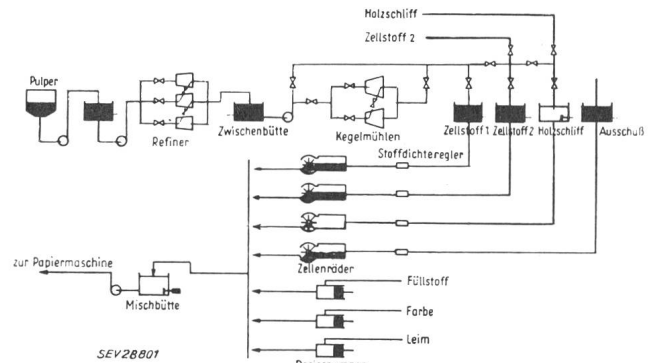 Holzschliff
Zellstoff 2
Pulper
Refiner
Zwischenbütte
Kegelmühlen
Zellstoff 1
Zellstoff 2
Holzschliff
Ausschuß
Stoffdichteregler
Zellenräder
zur Papiermaschine
Mischbütte
Füllstoff
Farbe
Leim
SEV28801